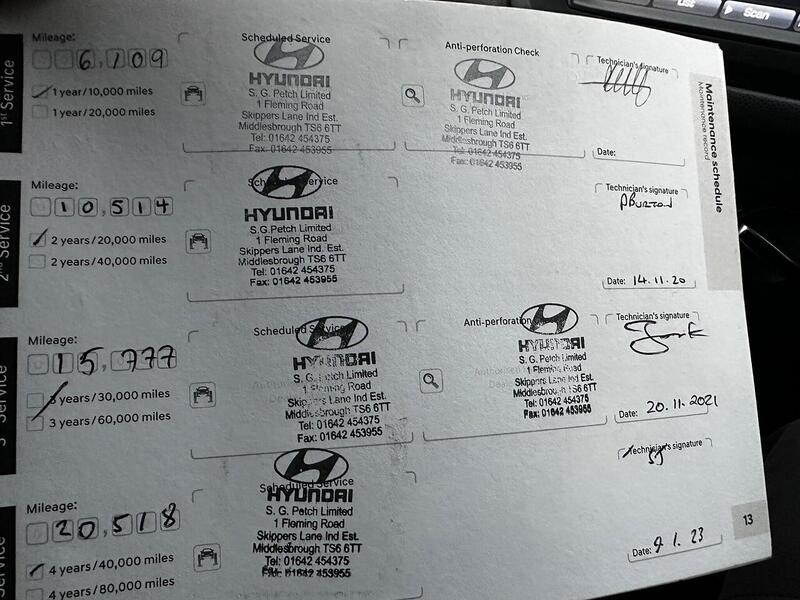 List
Scan
Maintenance schedule
Maintenance record
1st Service
Mileage:
6,109
1 year/10,000 miles
1 year/20,000 miles
Scheduled Service
HYUNDAI
S. G. Petch Limited
1 Fleming Road
Skippers Lane Ind Est.
Middlesbrough TS6 6TT
Tel: 01642 454375
Fax: 01642 453955
Anti-perforation Check
HYUNDAI
S. G. Petch Limited
1 Fleming Road
Skippers Lane Ind Est.
Middlesbrough TS6 6TT
Tel: 01642 454375
Fax: 01642 453955
Technician's signature
Date:
2nd Service
Mileage:
10,514
2 years/20,000 miles
2 years/40,000 miles
Scheduled Service
HYUNDAI
S. G. Petch Limited
1 Fleming Road
Skippers Lane Ind. Est.
Middlesbrough TS6 6TT
Tel: 01642 454375
Fax: 01642 453955
Technician's signature
P BURTON
Date: 14.11.20
Service
Mileage:
15,777
3 years/30,000 miles
3 years/60,000 miles
Scheduled Service
HYUNDAI
S. G. Petch Limited
1 Fleming Road
Skippers Lane Ind Est.
Middlesbrough TS6 6TT
Tel: 01642 454375
Fax: 01642 453955
Anti-perforation
HYUNDAI
S. G. Petch Limited
1 Fleming Road
Skippers Lane Ind Est.
Middlesbrough TS6 6TT
Tel: 01642 454375
Fax: 01642 453955
Technician's signature
Date: 20.11.2021
Service
Mileage:
20,518
4 years/40,000 miles
4 years/80,000 miles
Scheduled Service
HYUNDAI
S. G. Petch Limited
1 Fleming Road
Skippers Lane Ind Est.
Middlesbrough TS6 6TT
Tel: 01642 454375
Fax: 01642 453955
Technician's signature
Date: 9.1.23
13